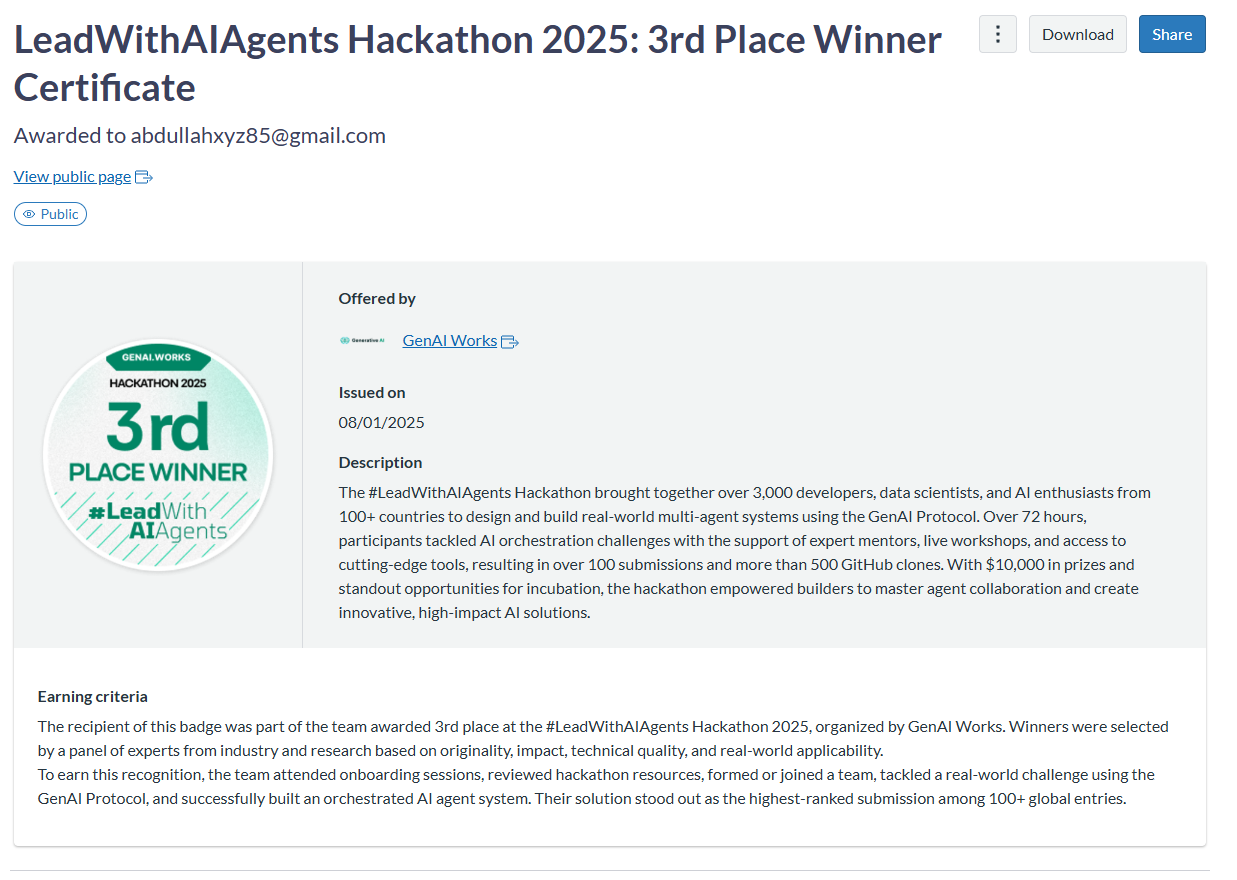 LeadWithAIAgents Hackathon 2025: 3rd Place Winner
Certificate
⋮
Download
Share
Awarded to abdullahxyz85@gmail.com
View public page
Public
GENAI.WORKS
HACKATHON 2025
3rd
PLACE WINNER
#LeadWith
AIAgents
Offered by
Generative AI
GenAI Works
Issued on
08/01/2025
Description
The #LeadWithAIAgents Hackathon brought together over 3,000 developers, data scientists, and AI enthusiasts from
100+ countries to design and build real-world multi-agent systems using the GenAI Protocol. Over 72 hours,
participants tackled AI orchestration challenges with the support of expert mentors, live workshops, and access to
cutting-edge tools, resulting in over 100 submissions and more than 500 GitHub clones. With $10,000 in prizes and
standout opportunities for incubation, the hackathon empowered builders to master agent collaboration and create
innovative, high-impact AI solutions.
Earning criteria
The recipient of this badge was part of the team awarded 3rd place at the #LeadWithAIAgents Hackathon 2025, organized by GenAI Works. Winners were selected
by a panel of experts from industry and research based on originality, impact, technical quality, and real-world applicability.
To earn this recognition, the team attended onboarding sessions, reviewed hackathon resources, formed or joined a team, tackled a real-world challenge using the
GenAI Protocol, and successfully built an orchestrated AI agent system. Their solution stood out as the highest-ranked submission among 100+ global entries.